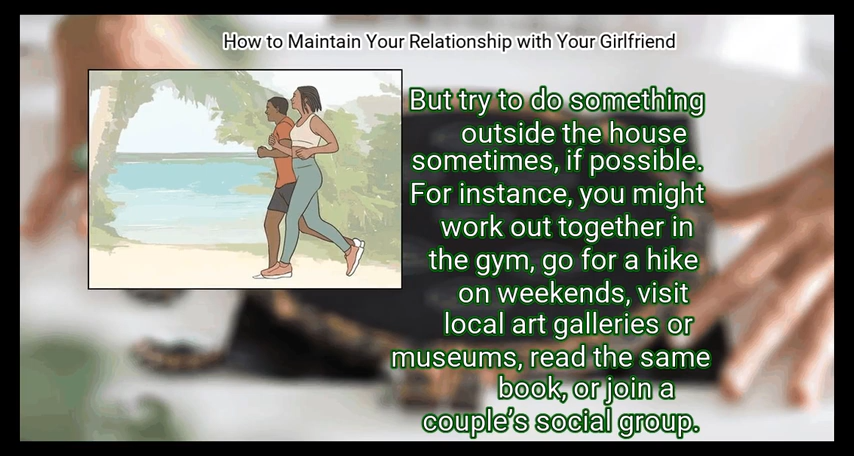 How to Maintain Your Relationship with Your Girlfriend
But try to do something
outside the house
sometimes, if possible.
For instance, you might
work out together in
the gym, go for a hike
on weekends, visit
local art galleries or
museums, read the same
book, or join a
couple's social group.